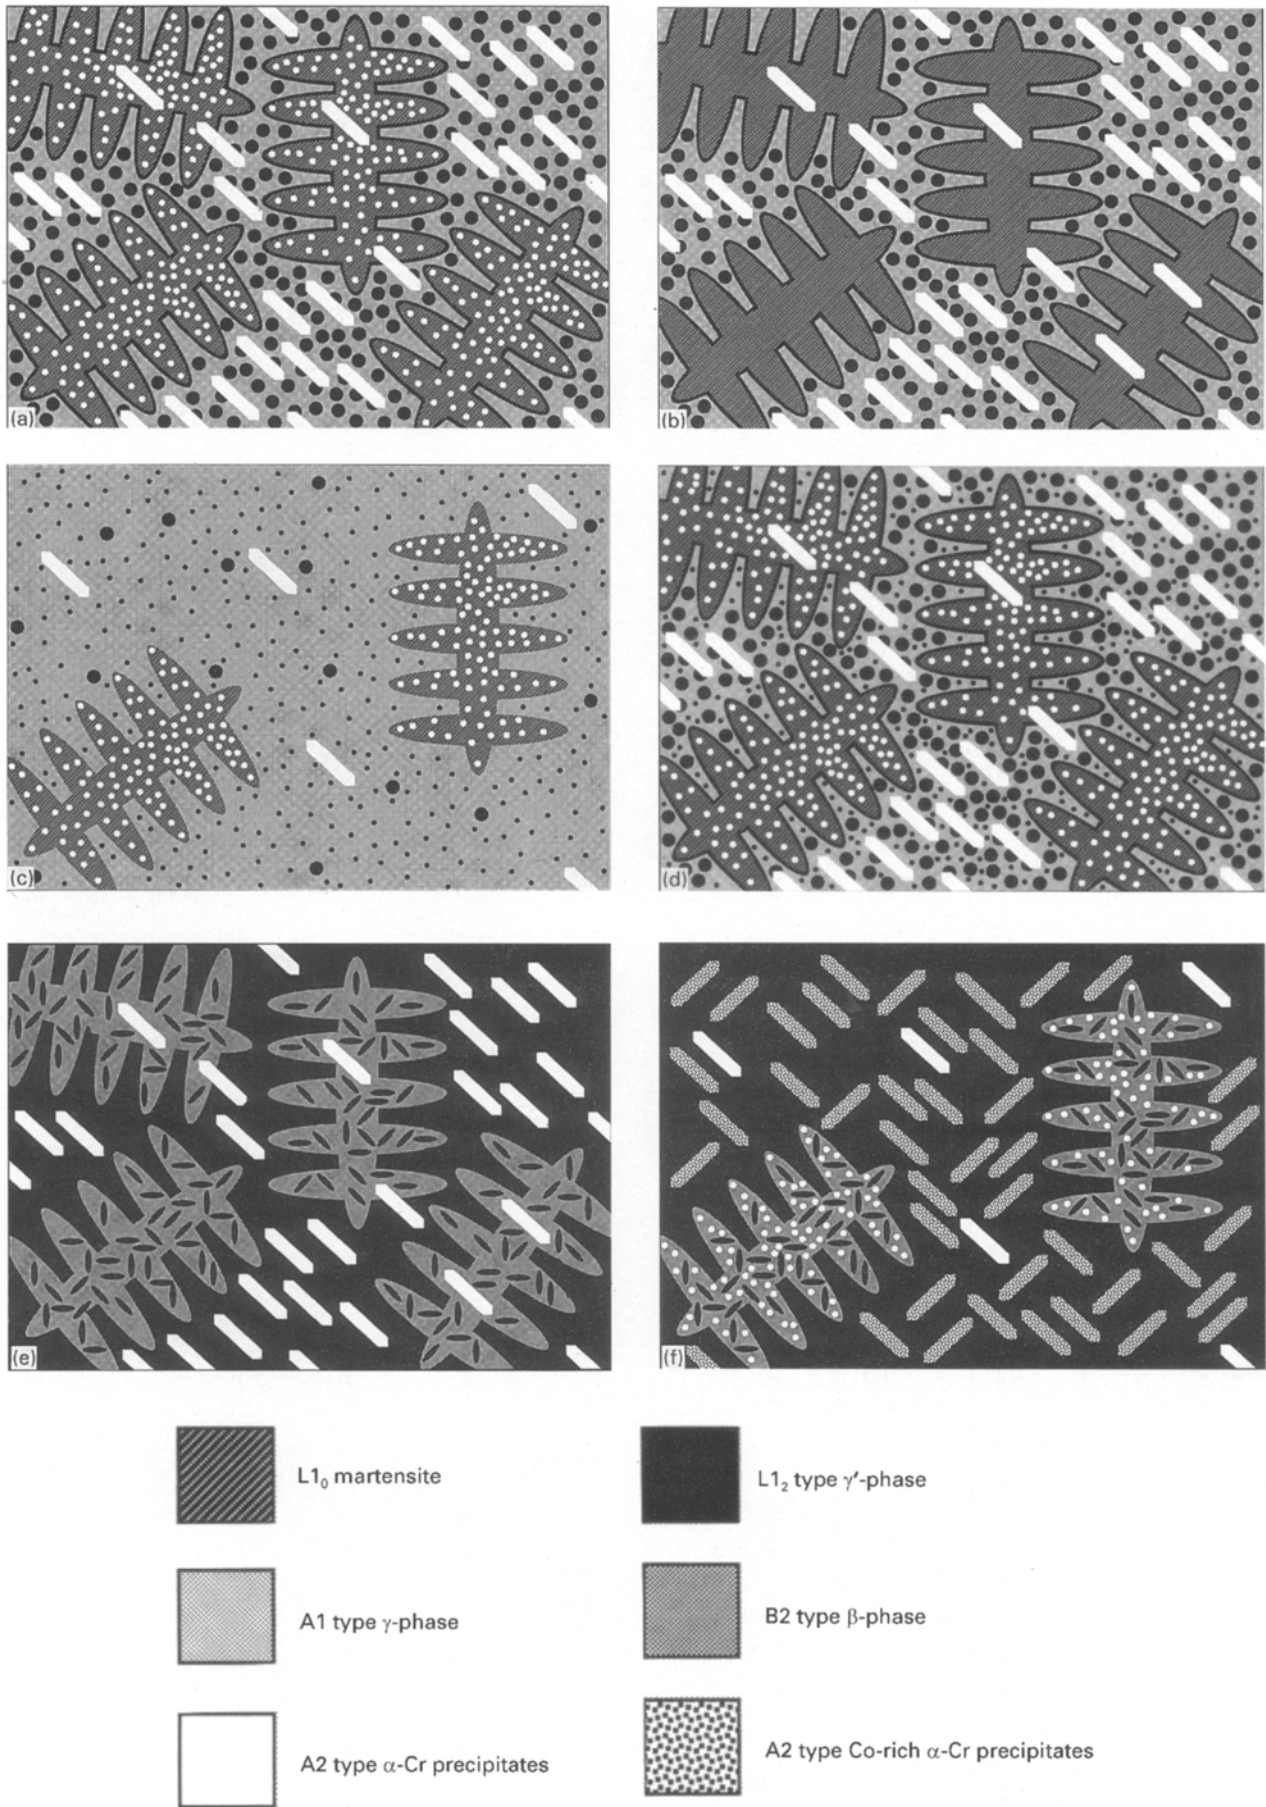 (a)
(b)
(c)
(d)
(e)
(f)
L1₀ martensite
L1₂ type γ′-phase
A1 type γ-phase
B2 type β-phase
A2 type α-Cr precipitates
A2 type Co-rich α-Cr precipitates